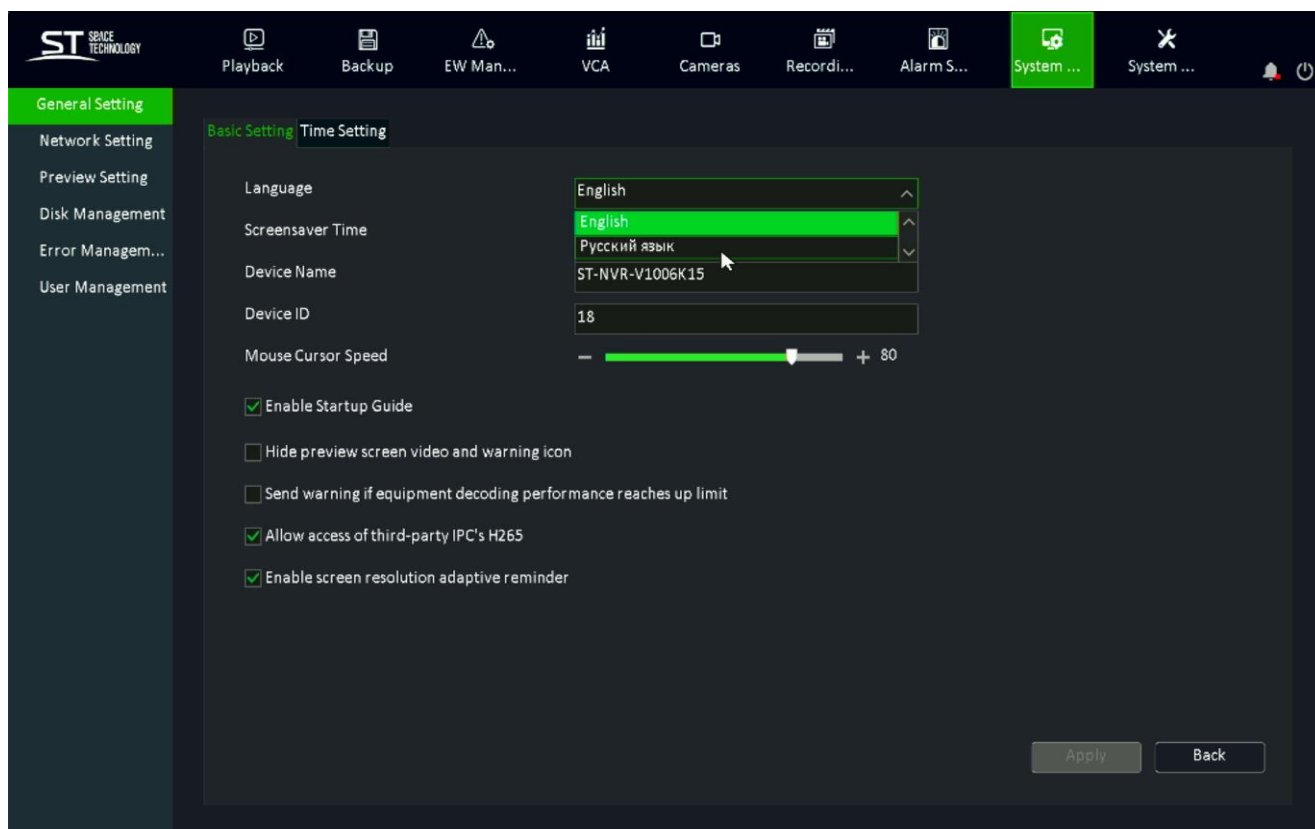 ST SPACE TECHNOLOGY
Playback Backup EW Man... VCA Cameras Recordi... Alarm S... System ... System ...
General Setting
Network Setting
Preview Setting
Disk Management
Error Managem...
User Management
Basic Setting Time Setting
Language English
English
Screensaver Time
Русский язык
Device Name ST-NVR-V1006K15
Device ID 18
Mouse Cursor Speed 80
Enable Startup Guide
Hide preview screen video and warning icon
Send warning if equipment decoding performance reaches up limit
Allow access of third-party IPC's H265
Enable screen resolution adaptive reminder
Apply Back